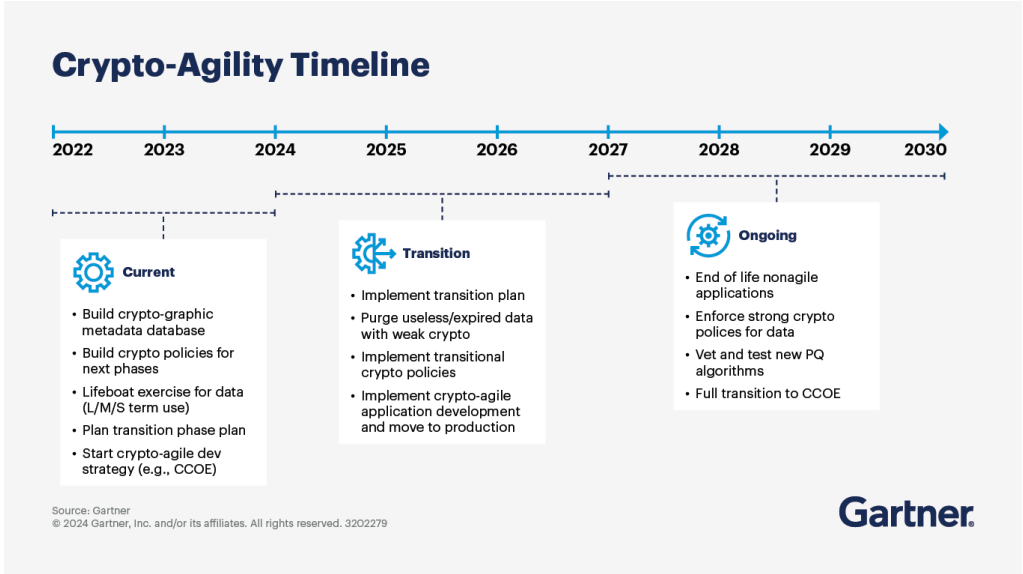 Crypto-Agility Timeline
2022 2023 2024 2025 2026 2027 2028 2029 2030
Current
• Build crypto-graphic
metadata database
• Build crypto policies for
next phases
• Lifeboat exercise for data
(L/M/S term use)
• Plan transition phase plan
• Start crypto-agile dev
strategy (e.g., CCOE)
Transition
• Implement transition plan
• Purge useless/expired data
with weak crypto
• Implement transitional
crypto policies
• Implement crypto-agile
application development
and move to production
Ongoing
• End of life nonagile
applications
• Enforce strong crypto
polices for data
• Vet and test new PQ
algorithms
• Full transition to CCOE
Source: Gartner
© 2024 Gartner, Inc. and/or its affiliates. All rights reserved. 3202279
Gartner®